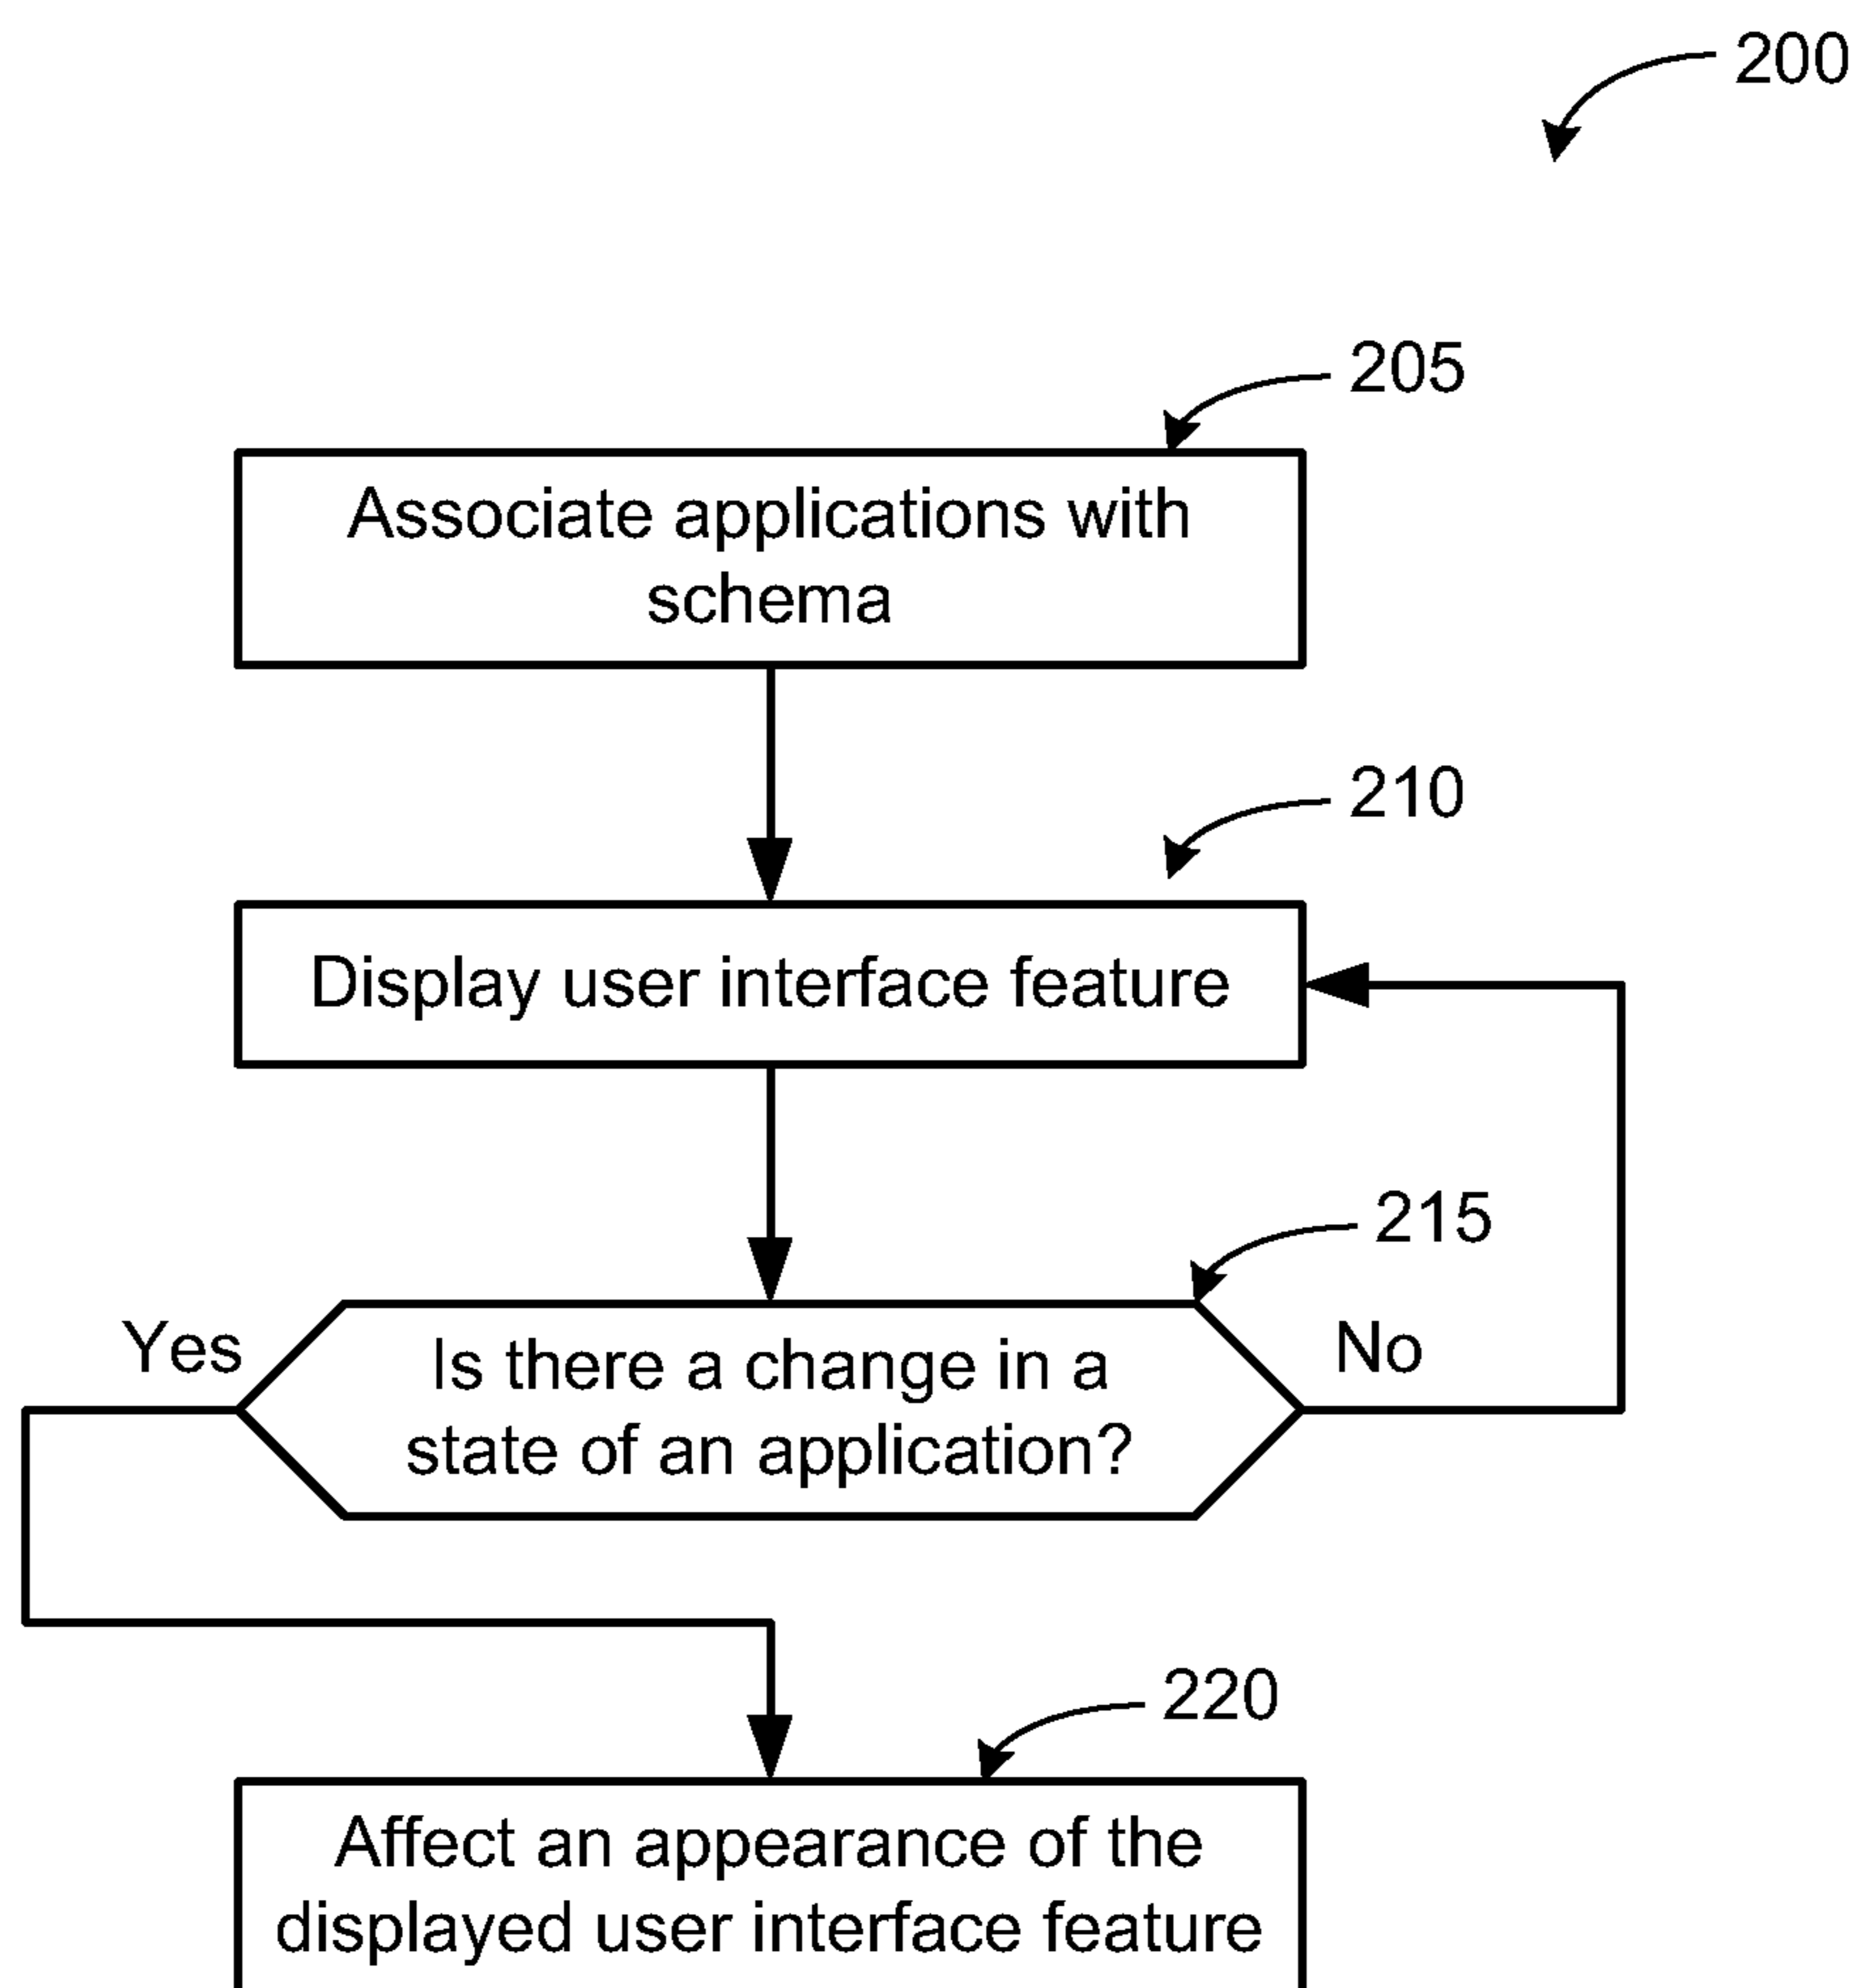 200
205
Associate applications with
schema
210
Display user interface feature
215
Yes
No
Is there a change in a
state of an application?
220
Affect an appearance of the
displayed user interface feature